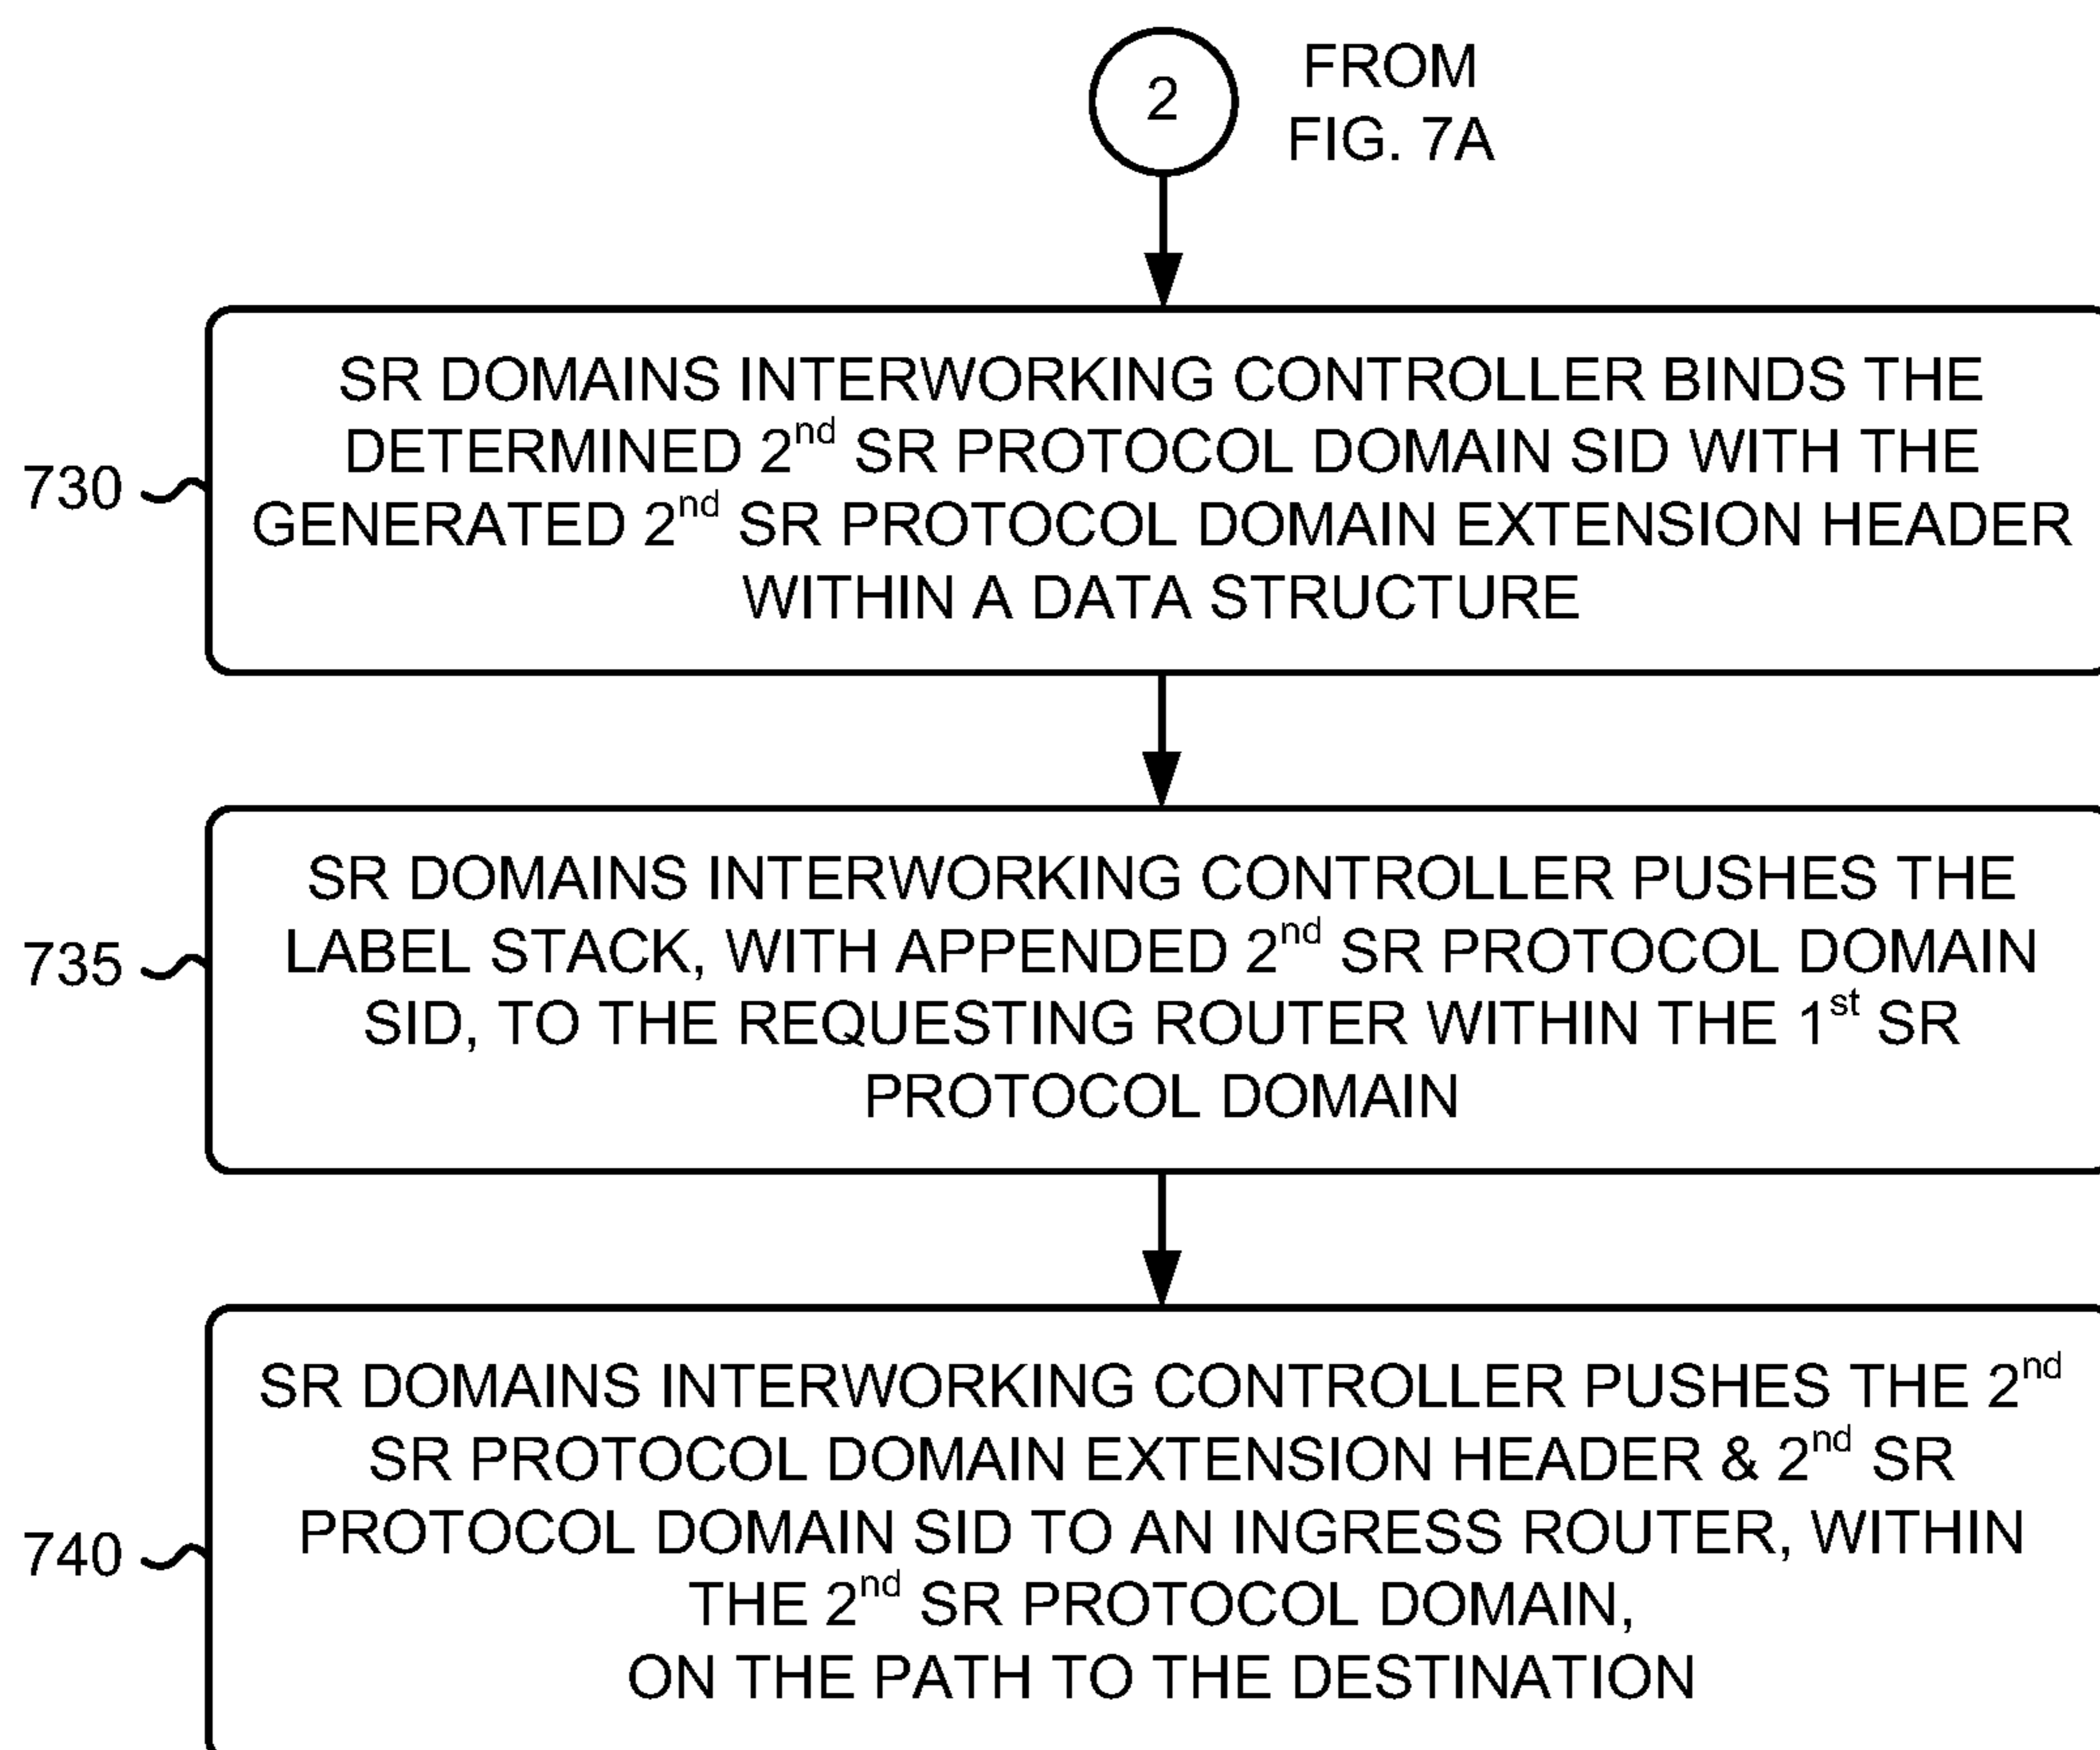 2
FROM
FIG. 7A
730
SR DOMAINS INTERWORKING CONTROLLER BINDS THE
DETERMINED 2nd SR PROTOCOL DOMAIN SID WITH THE
GENERATED 2nd SR PROTOCOL DOMAIN EXTENSION HEADER
WITHIN A DATA STRUCTURE
735
SR DOMAINS INTERWORKING CONTROLLER PUSHES THE
LABEL STACK, WITH APPENDED 2nd SR PROTOCOL DOMAIN
SID, TO THE REQUESTING ROUTER WITHIN THE 1st SR
PROTOCOL DOMAIN
740
SR DOMAINS INTERWORKING CONTROLLER PUSHES THE 2nd
SR PROTOCOL DOMAIN EXTENSION HEADER & 2nd SR
PROTOCOL DOMAIN SID TO AN INGRESS ROUTER, WITHIN
THE 2nd SR PROTOCOL DOMAIN,
ON THE PATH TO THE DESTINATION